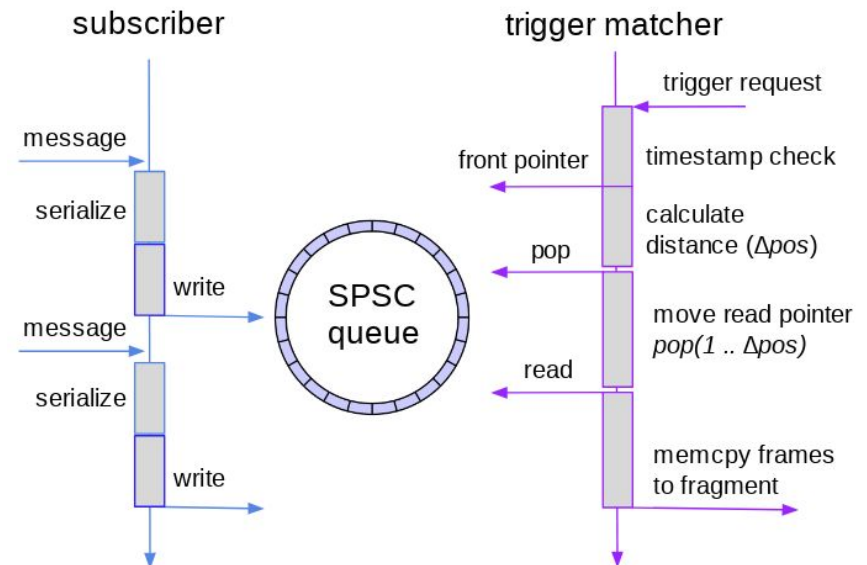 subscriber
trigger matcher
trigger request
message
front pointer
timestamp check
serialize
calculate
distance (Δpos)
pop
write
SPSC
queue
message
move read pointer
pop(1 .. Δpos)
read
serialize
write
memcpy frames
to fragment